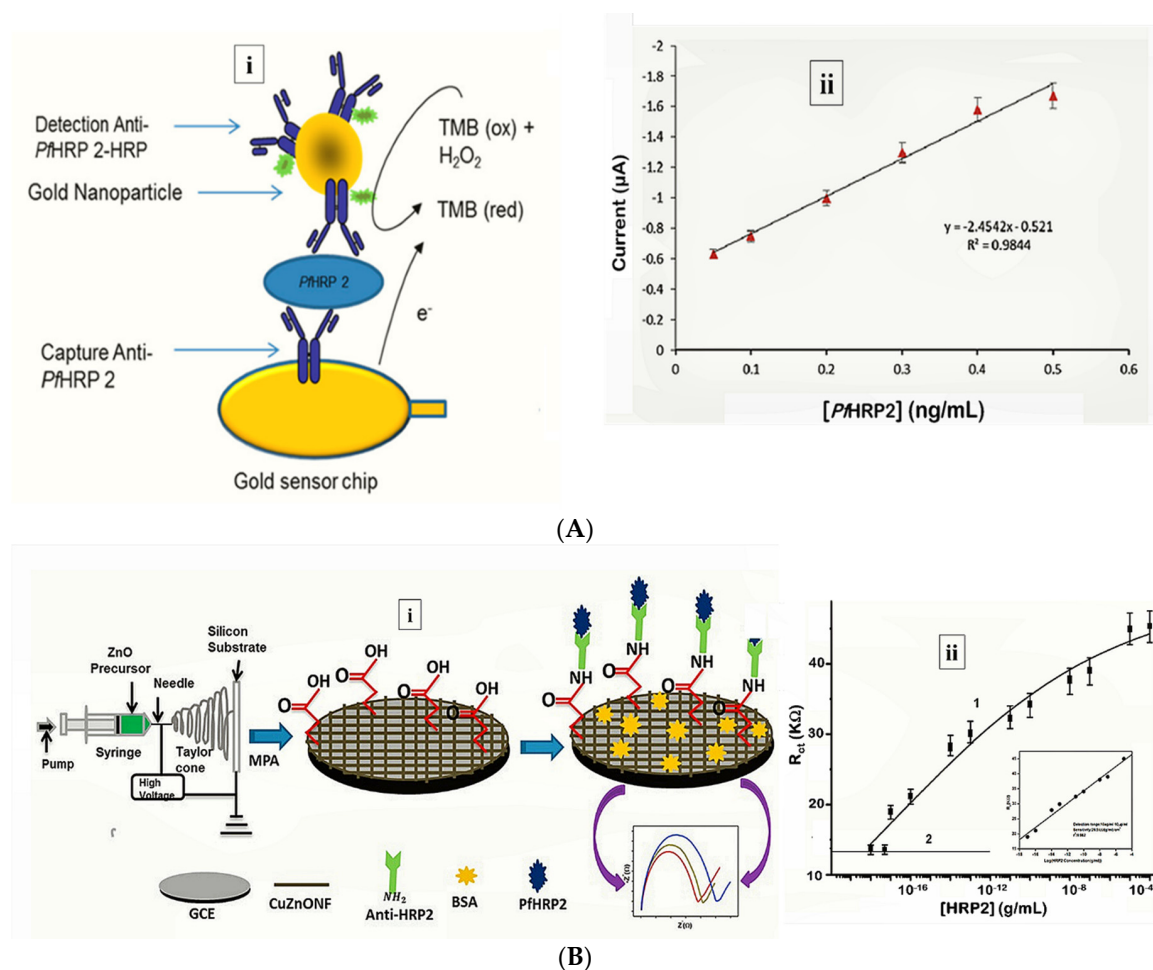 i
Detection Anti-
PfHRP 2-HRP
Gold Nanoparticle
TMB (ox) +
H₂O₂
TMB (red)
PfHRP 2
e⁻
Capture Anti-
PfHRP 2
Gold sensor chip
ii
-2
-1.8
-1.6
-1.4
-1.2
-1
-0.8
-0.6
-0.4
-0.2
0
Current (µA)
y = -2.4542x - 0.521
R² = 0.9844
0 0.1 0.2 0.3 0.4 0.5 0.6
[PfHRP2] (ng/mL)
(A)
i
ZnO
Precursor
Needle
Silicon
Substrate
Pump
Syringe
Taylor
cone
High
Voltage
MPA
O OH
O OH
O OH
O OH
O NH
O NH
O NH
O NH
GCE
CuZnONF
NH₂
Anti-HRP2
BSA
PfHRP2
-Z"(Ω)
Z'(Ω)
ii
40
30
20
10
R_ct (KΩ)
1
2
10⁻¹⁶ 10⁻¹² 10⁻⁸ 10⁻⁴
[HRP2] (g/mL)
(B)